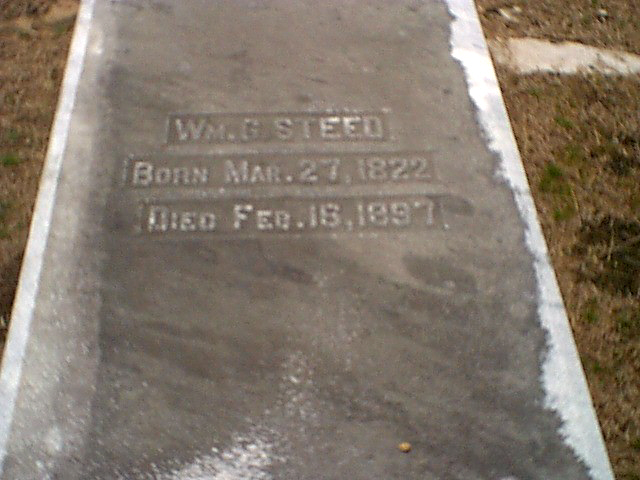 WM. G. STEED
BORN MAR. 27, 1822
DIED FEB. 16, 1897